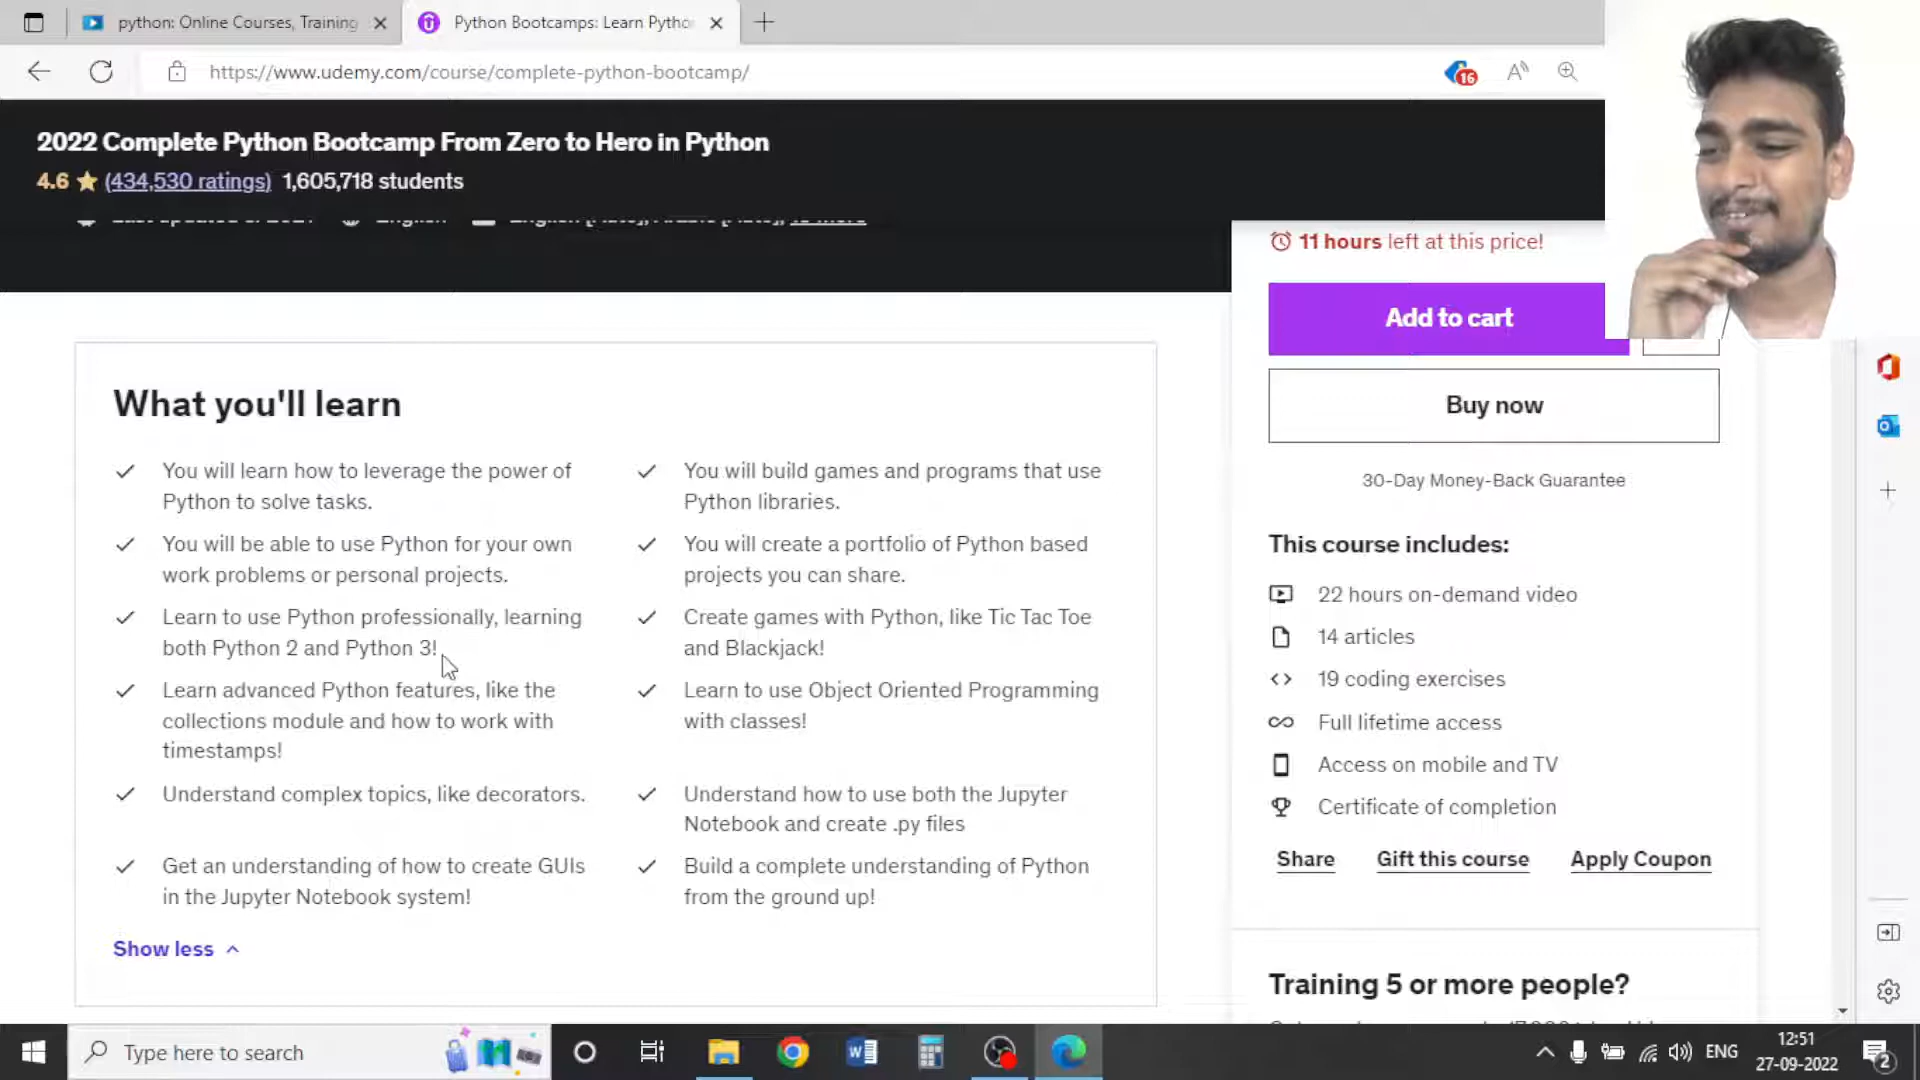 python: Online Courses, Training
Python Bootcamps: Learn Pytho
https://www.udemy.com/course/complete-python-bootcamp/
16
2022 Complete Python Bootcamp From Zero to Hero in Python
4.6 ★ (434,530 ratings) 1,605,718 students
11 hours left at this price!
Add to cart
Buy now
30-Day Money-Back Guarantee
What you'll learn
You will learn how to leverage the power of
Python to solve tasks.
You will be able to use Python for your own
work problems or personal projects.
Learn to use Python professionally, learning
both Python 2 and Python 3!
Learn advanced Python features, like the
collections module and how to work with
timestamps!
Understand complex topics, like decorators.
Get an understanding of how to create GUIs
in the Jupyter Notebook system!
You will build games and programs that use
Python libraries.
You will create a portfolio of Python based
projects you can share.
Create games with Python, like Tic Tac Toe
and Blackjack!
Learn to use Object Oriented Programming
with classes!
Understand how to use both the Jupyter
Notebook and create .py files
Build a complete understanding of Python
from the ground up!
Show less
This course includes:
22 hours on-demand video
14 articles
19 coding exercises
Full lifetime access
Access on mobile and TV
Certificate of completion
Share Gift this course Apply Coupon
Training 5 or more people?
Type here to search
ENG
12:51
27-09-2022
2